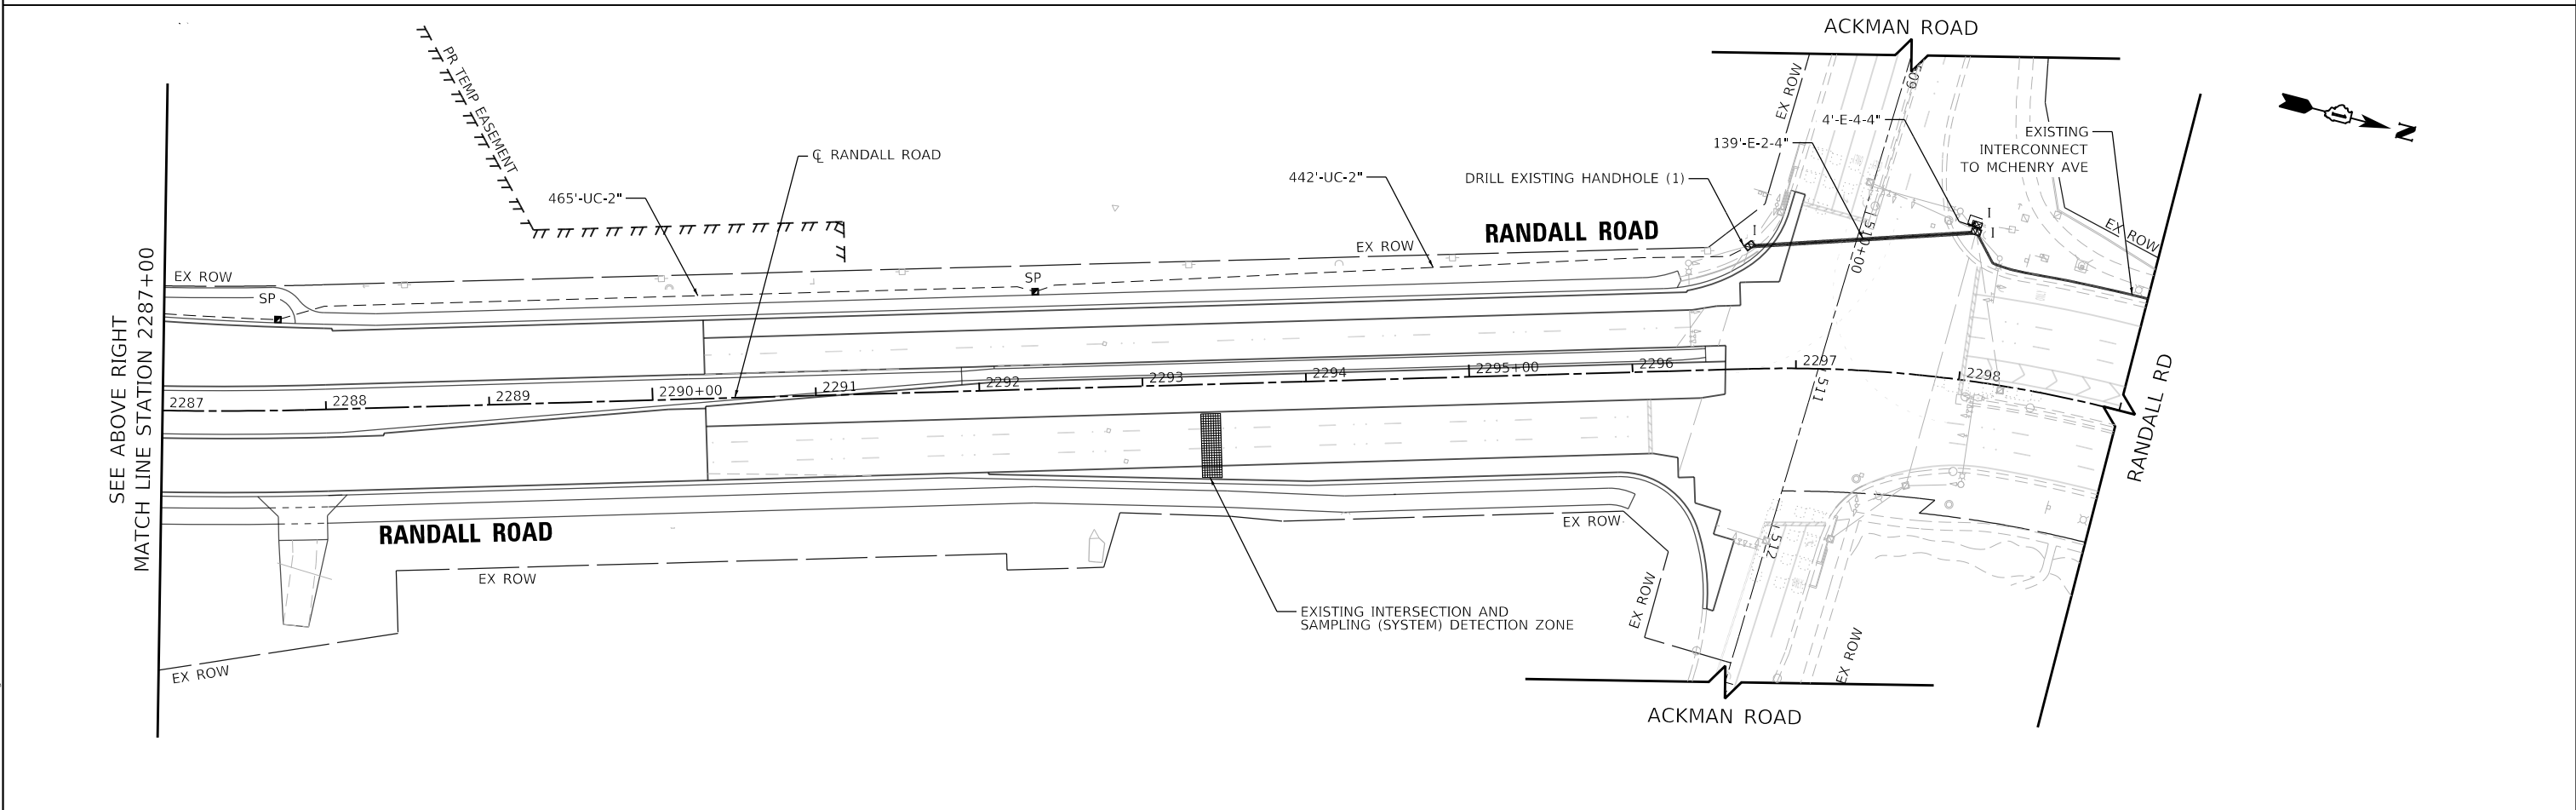 ACKMAN ROAD
PR TEMP EASEMENT
EX ROW
609
4'-E-4-4"
139'-E-2-4"
EXISTING
INTERCONNECT
TO MCHENRY AVE
N
℄ RANDALL ROAD
465'-UC-2"
442'-UC-2"
DRILL EXISTING HANDHOLE (1)
RANDALL ROAD
EX ROW
EX ROW
I
I
I
510+00
EX ROW
SP
SP
SEE ABOVE RIGHT
MATCH LINE STATION 2287+00
2287
2288
2289
2290+00
2291
2292
2293
2294
2295+00
2296
2297
2298
511
RANDALL RD
RANDALL ROAD
EX ROW
EX ROW
512
EX ROW
EX ROW
EX ROW
EXISTING INTERSECTION AND
SAMPLING (SYSTEM) DETECTION ZONE
ACKMAN ROAD